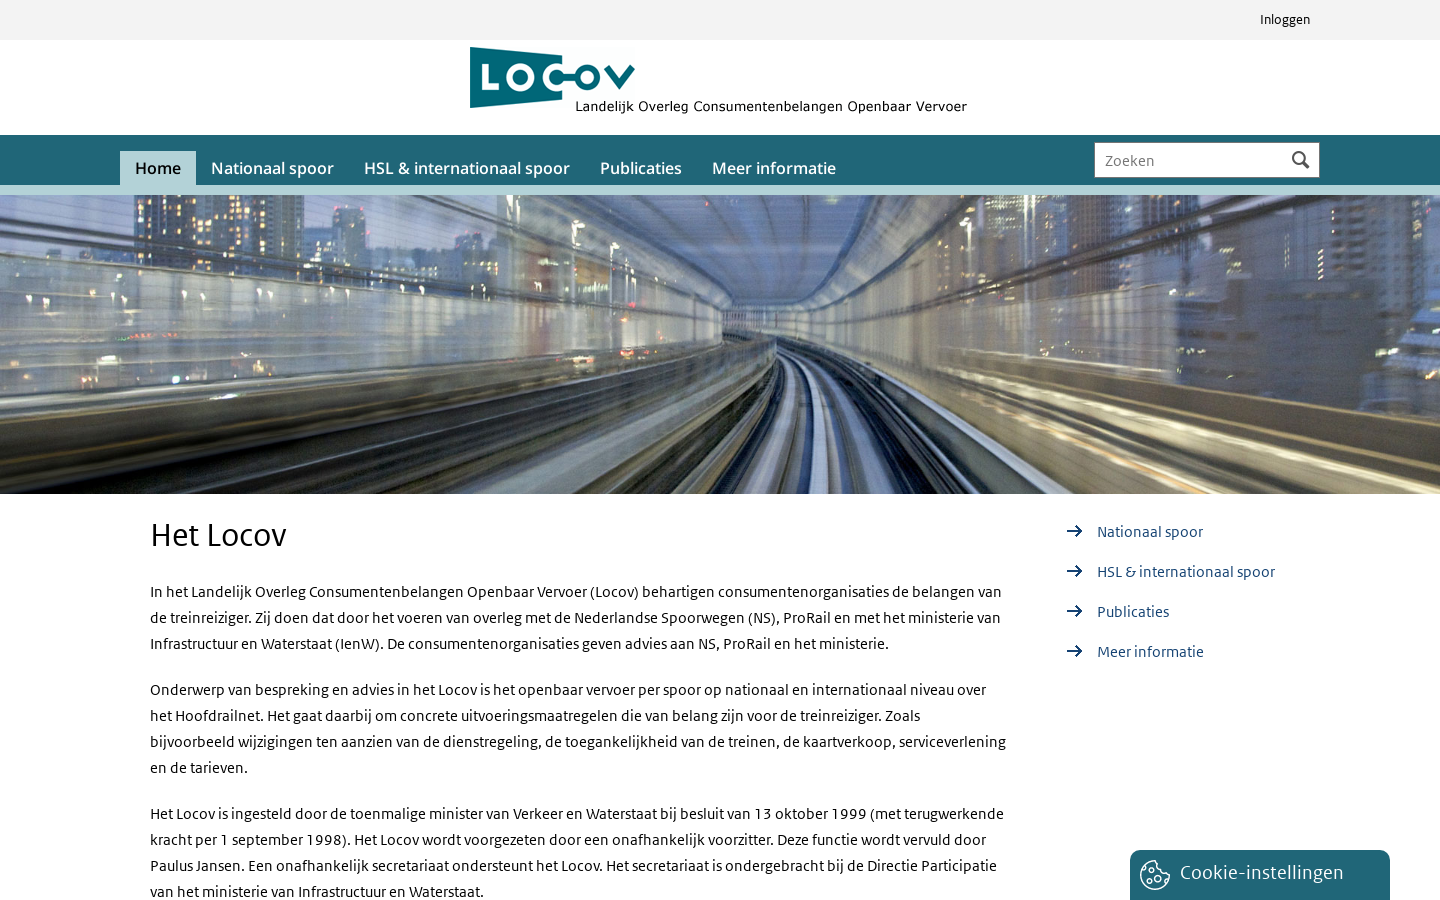 Inloggen
LOCOV
Landelijk Overleg Consumentenbelangen Openbaar Vervoer
Home Nationaal spoor HSL & internationaal spoor Publicaties Meer informatie Zoeken
Het Locov
In het Landelijk Overleg Consumentenbelangen Openbaar Vervoer (Locov) behartigen consumentenorganisaties de belangen van
de treinreiziger. Zij doen dat door het voeren van overleg met de Nederlandse Spoorwegen (NS), ProRail en met het ministerie van
Infrastructuur en Waterstaat (IenW). De consumentenorganisaties geven advies aan NS, ProRail en het ministerie.
Onderwerp van bespreking en advies in het Locov is het openbaar vervoer per spoor op nationaal en internationaal niveau over
het Hoofdrailnet. Het gaat daarbij om concrete uitvoeringsmaatregelen die van belang zijn voor de treinreiziger. Zoals
bijvoorbeeld wijzigingen ten aanzien van de dienstregeling, de toegankelijkheid van de treinen, de kaartverkoop, serviceverlening
en de tarieven.
Het Locov is ingesteld door de toenmalige minister van Verkeer en Waterstaat bij besluit van 13 oktober 1999 (met terugwerkende
kracht per 1 september 1998). Het Locov wordt voorgezeten door een onafhankelijk voorzitter. Deze functie wordt vervuld door
Paulus Jansen. Een onafhankelijk secretariaat ondersteunt het Locov. Het secretariaat is ondergebracht bij de Directie Participatie
van het ministerie van Infrastructuur en Waterstaat.
Nationaal spoor
HSL & internationaal spoor
Publicaties
Meer informatie
Cookie-instellingen